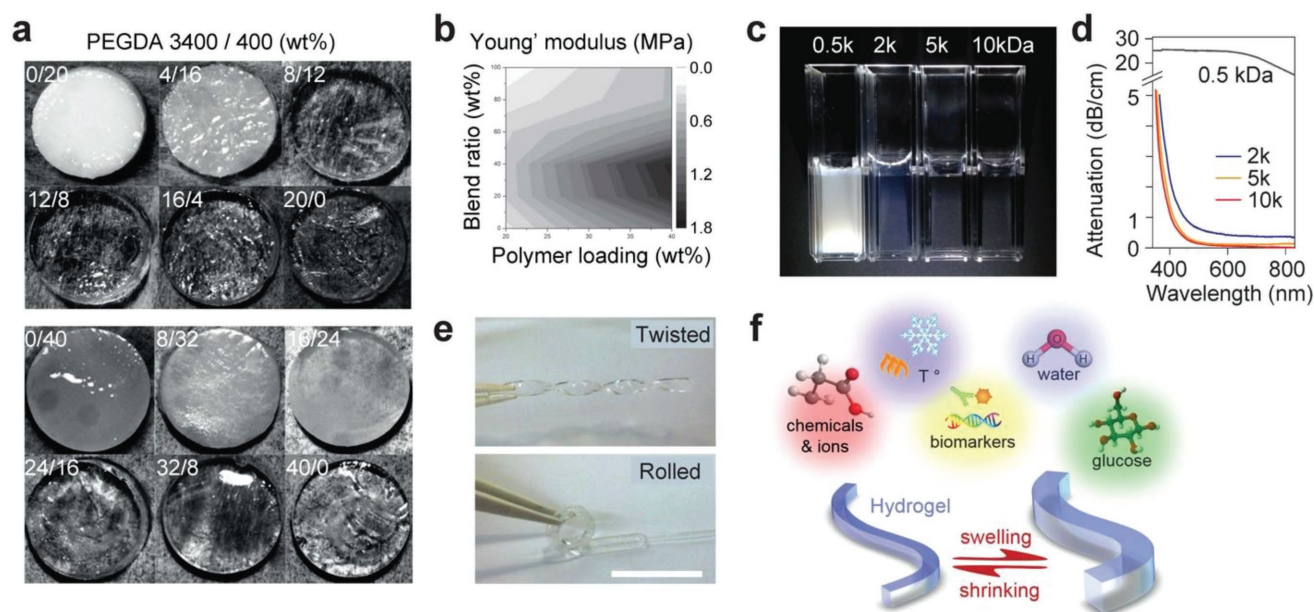 a
PEGDA 3400 / 400 (wt%)
0/20
4/16
8/12
12/8
16/4
20/0
0/40
8/32
16/24
24/16
32/8
40/0
b
Young’ modulus (MPa)
Blend ratio (wt%)
100
80
60
40
20
0
20
25
30
35
40
Polymer loading (wt%)
0.0
0.6
1.2
1.8
c
0.5k 2k 5k 10kDa
d
Attenuation (dB/cm)
30
20
5
1
0
0.5 kDa
2k
5k
10k
400 600 800
Wavelength (nm)
e
Twisted
Rolled
f
chemicals
& ions
T °
biomarkers
H O H
water
glucose
Hydrogel
swelling
shrinking